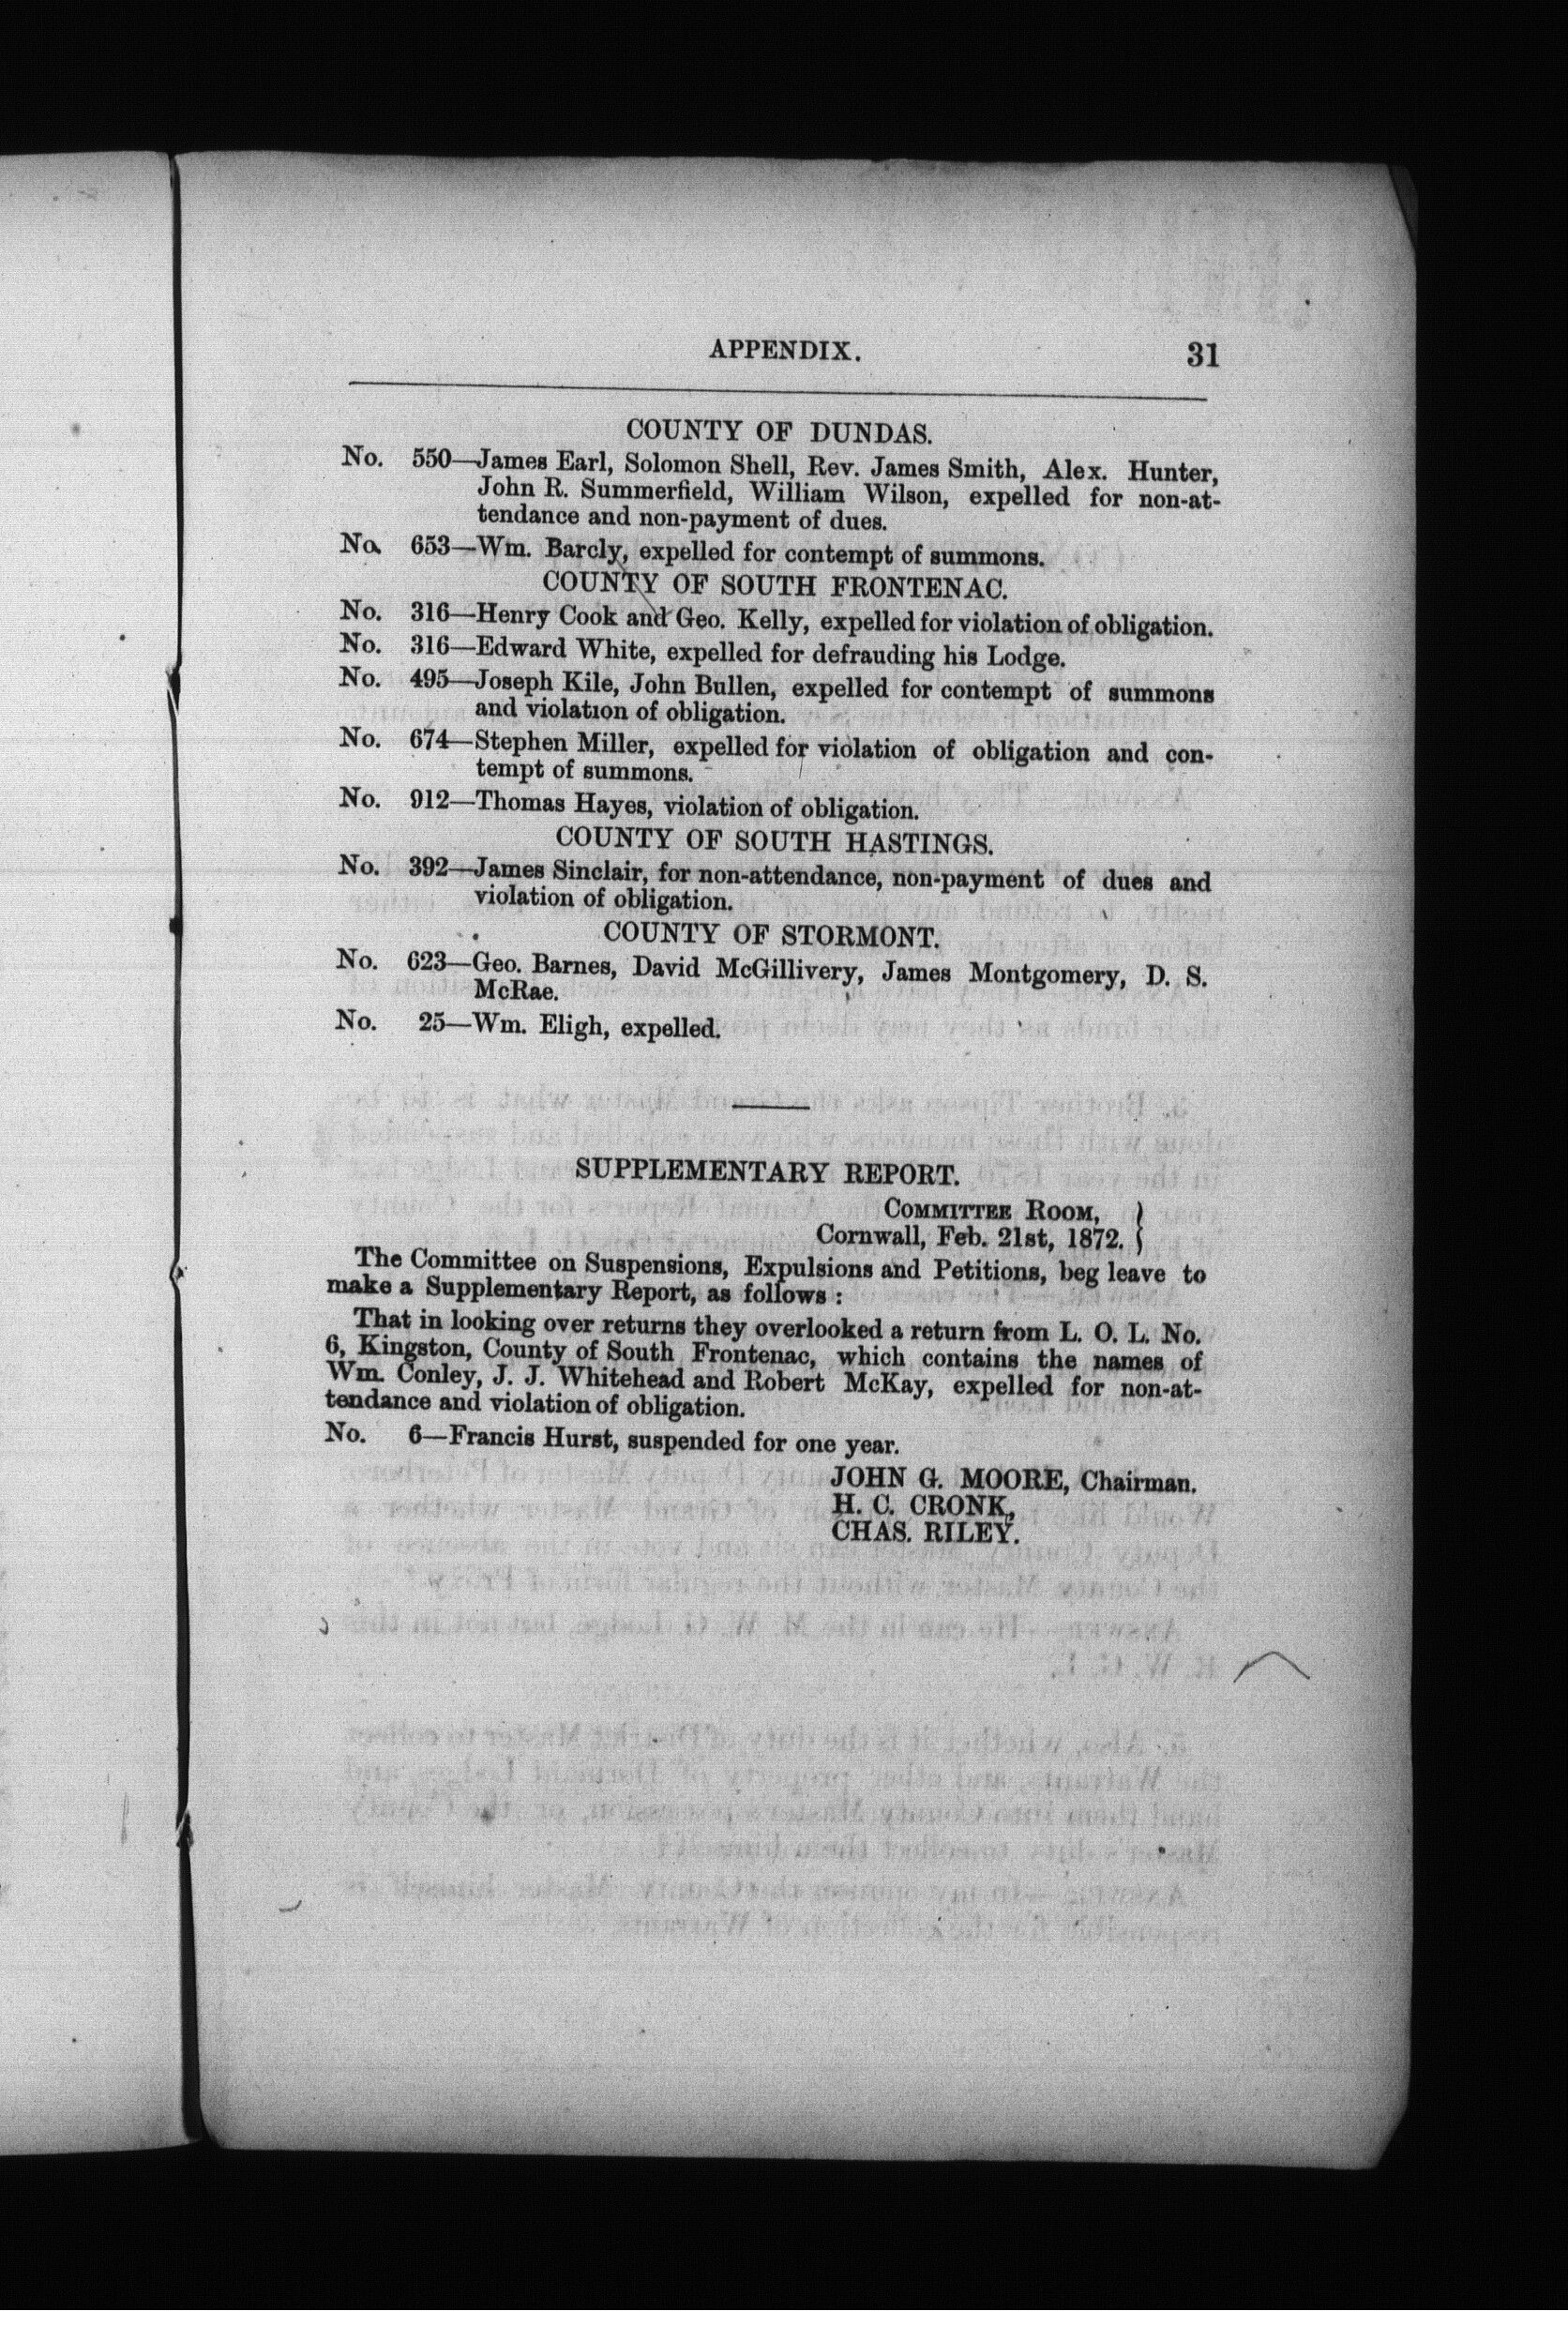 APPENDIX. 31
COUNTY OF DUNDAS.
No. 550—James Earl, Solomon Shell, Rev. James Smith, Alex. Hunter,
John R. Summerfield, William Wilson, expelled for non-at-
tendance and non-payment of dues.
No. 653—Wm. Barcly, expelled for contempt of summons.
COUNTY OF SOUTH FRONTENAC.
No. 316—Henry Cook and Geo. Kelly, expelled for violation of obligation.
No. 316—Edward White, expelled for defrauding his Lodge.
No. 495—Joseph Kile, John Bullen, expelled for contempt of summons
and violation of obligation.
No. 674—Stephen Miller, expelled for violation of obligation and con-
tempt of summons.
No. 912—Thomas Hayes, violation of obligation.
COUNTY OF SOUTH HASTINGS.
No. 392—James Sinclair, for non-attendance, non-payment of dues and
violation of obligation.
COUNTY OF STORMONT.
No. 623—Geo. Barnes, David McGillivery, James Montgomery, D. S.
McRae.
No. 25—Wm. Eligh, expelled.
SUPPLEMENTARY REPORT.
COMMITTEE ROOM,
Cornwall, Feb. 21st, 1872. }
The Committee on Suspensions, Expulsions and Petitions, beg leave to
make a Supplementary Report, as follows :
That in looking over returns they overlooked a return from L. O. L. No.
6, Kingston, County of South Frontenac, which contains the names of
Wm. Conley, J. J. Whitehead and Robert McKay, expelled for non-at-
tendance and violation of obligation.
No. 6—Francis Hurst, suspended for one year.
JOHN G. MOORE, Chairman.
H. C. CRONK,
CHAS. RILEY.